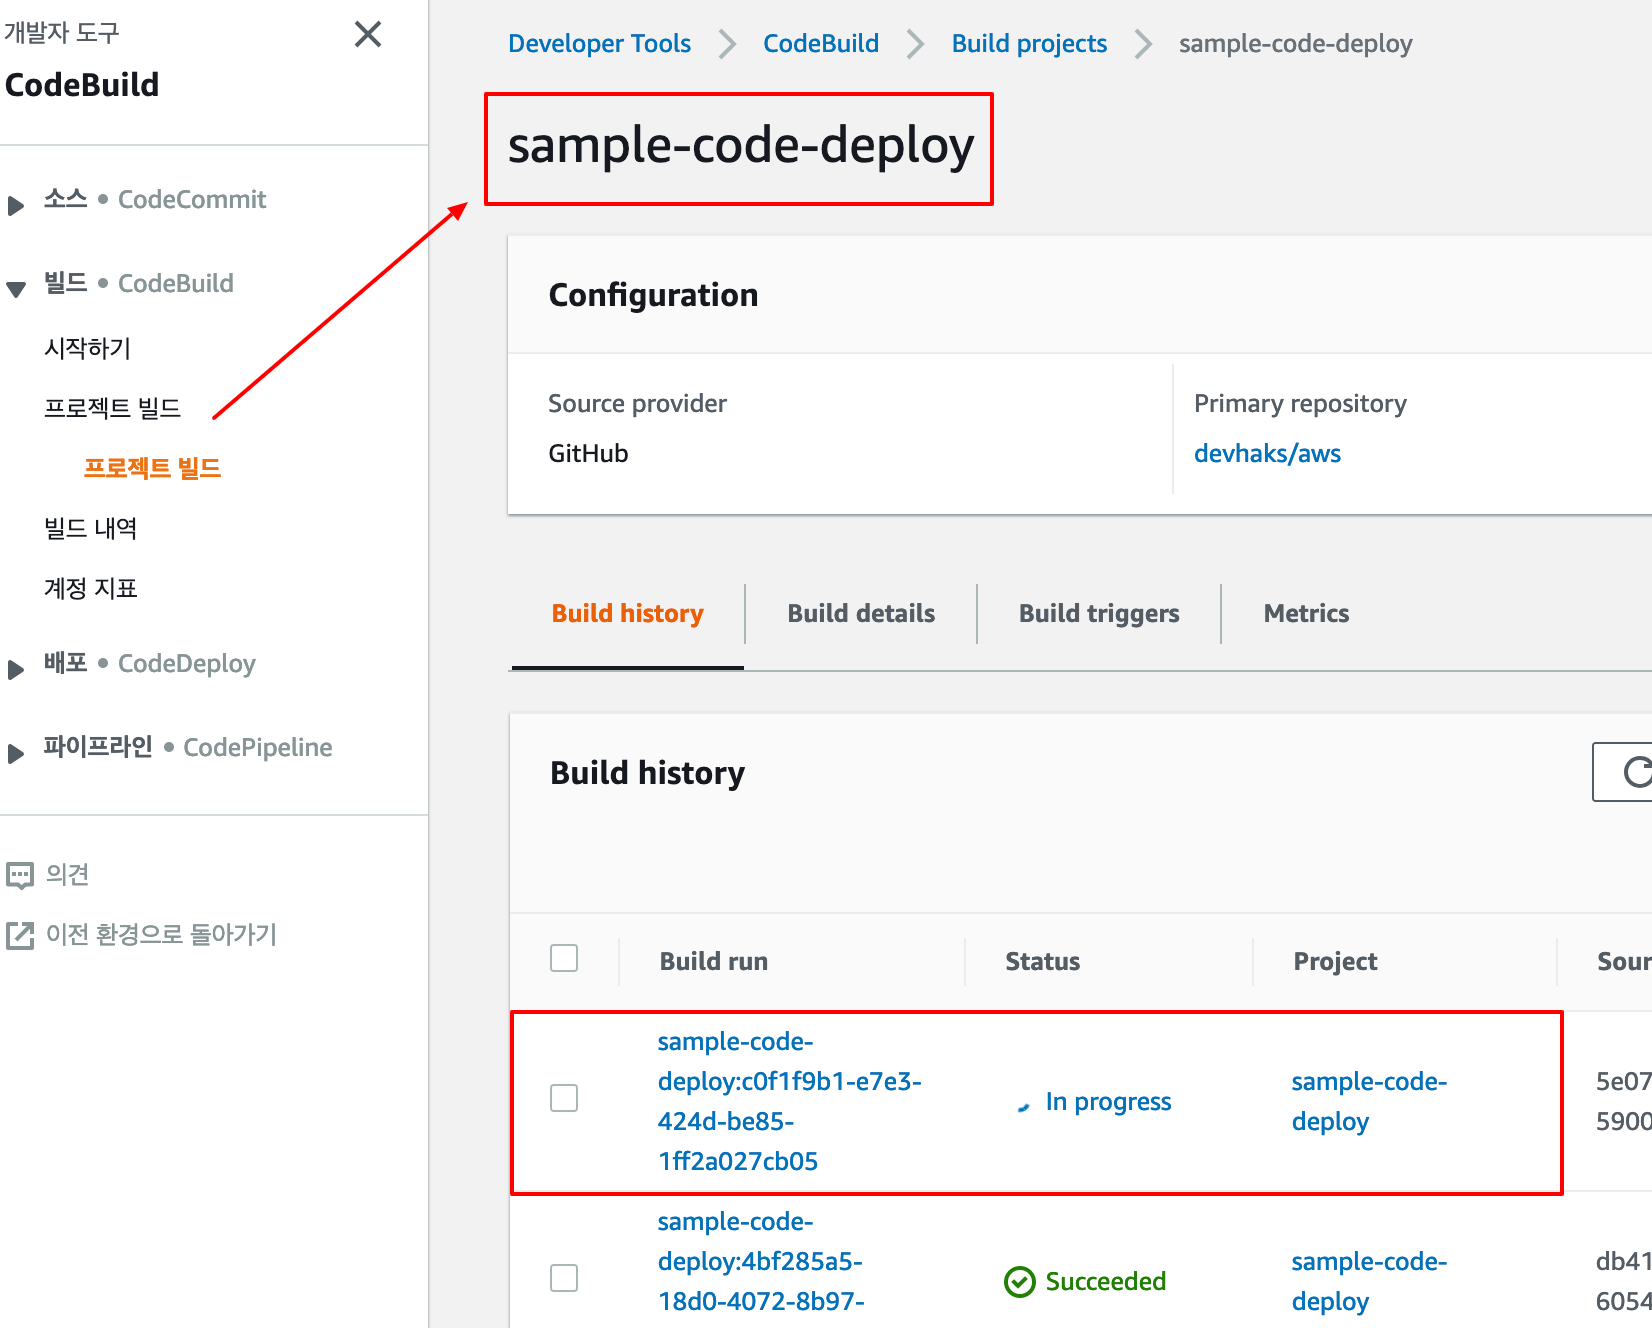 개발자 도구
CodeBuild
소스 • CodeCommit
빌드 • CodeBuild
시작하기
프로젝트 빌드
프로젝트 빌드
빌드 내역
계정 지표
배포 • CodeDeploy
파이프라인 • CodePipeline
의견
이전 환경으로 돌아가기
Developer Tools
CodeBuild
Build projects
sample-code-deploy
sample-code-deploy
Configuration
Source provider
GitHub
Primary repository
devhaks/aws
Build history
Build details
Build triggers
Metrics
Build history
Build run
Status
Project
Sour
sample-code-
deploy:c0f1f9b1-e7e3-
424d-be85-
1ff2a027cb05
In progress
sample-code-
deploy
5e07
5900
sample-code-
deploy:4bf285a5-
18d0-4072-8b97-
Succeeded
sample-code-
deploy
db41
6054